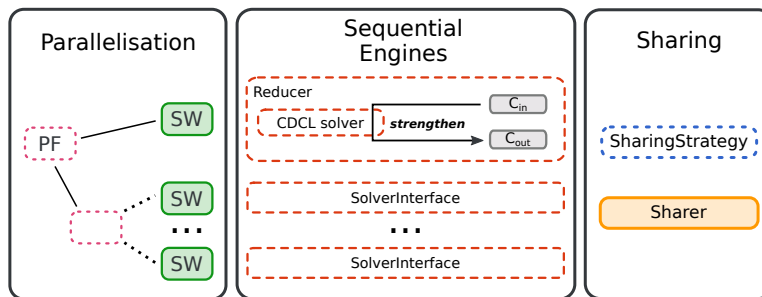 Parallelisation
PF
SW
SW
...
SW
Sequential
Engines
Reducer
CDCL solver
strengthen
C_in
C_out
SolverInterface
...
SolverInterface
Sharing
SharingStrategy
Sharer